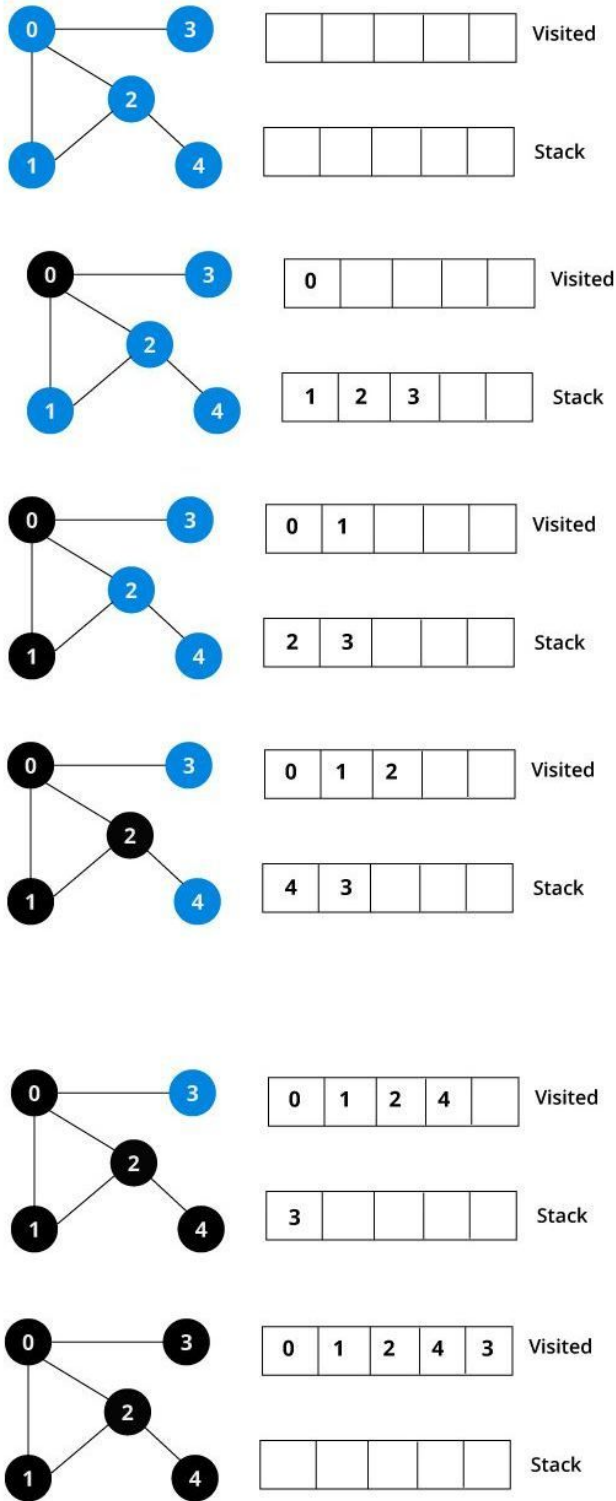 0 3 Visited
2
1 4 Stack
0 3 0 Visited
2
1 4 1 2 3 Stack
0 3 0 1 Visited
2
1 4 2 3 Stack
0 3 0 1 2 Visited
2
1 4 4 3 Stack
0 3 0 1 2 4 Visited
2
1 4 3 Stack
0 3 0 1 2 4 3 Visited
2
1 4 Stack